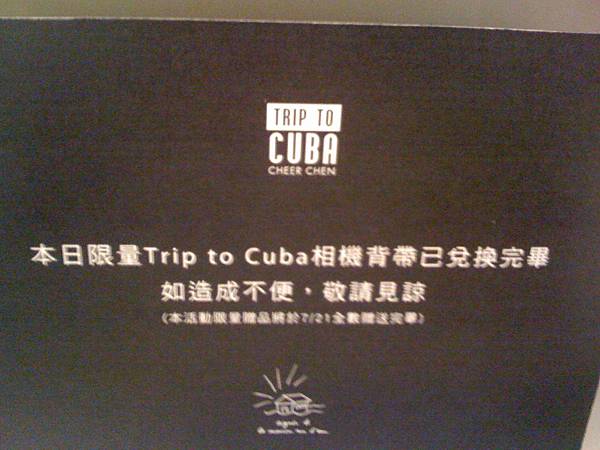 TRIP TO
CUBA
CHEER CHEN
本日限量Trip to Cuba相機背帶已兌換完畢
如造成不便，敬請見諒
(本活動限量贈品將於7/21全數贈送完畢)